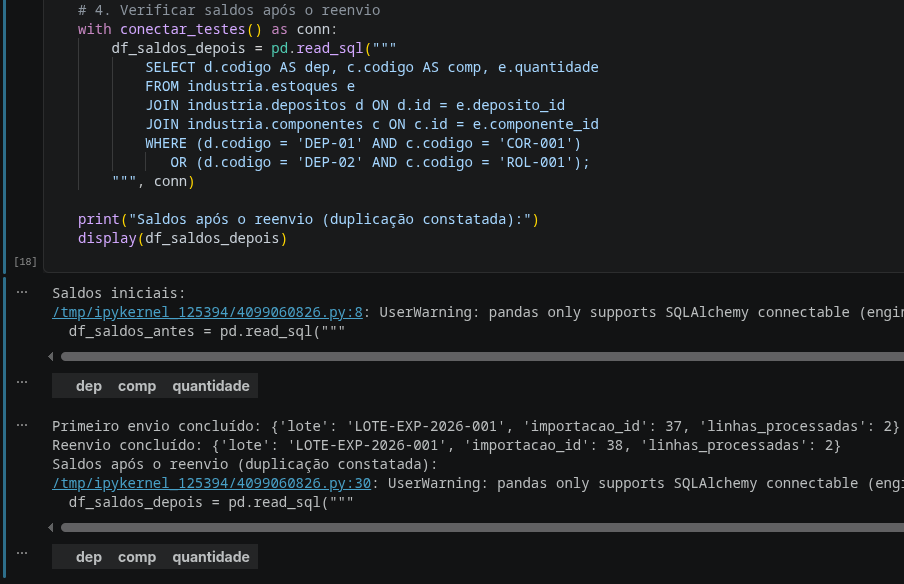 # 4. Verificar saldos após o reenvio
with conectar_testes() as conn:
df_saldos_depois = pd.read_sql("""
SELECT d.codigo AS dep, c.codigo AS comp, e.quantidade
FROM industria.estoques e
JOIN industria.depositos d ON d.id = e.deposito_id
JOIN industria.componentes c ON c.id = e.componente_id
WHERE (d.codigo = 'DEP-01' AND c.codigo = 'COR-001')
OR (d.codigo = 'DEP-02' AND c.codigo = 'ROL-001');
""", conn)
print("Saldos após o reenvio (duplicação constatada):")
display(df_saldos_depois)
[18]
... Saldos iniciais:
/tmp/ipykernel_125394/4099060826.py:8: UserWarning: pandas only supports SQLAlchemy connectable (engin
df_saldos_antes = pd.read_sql("""
... dep comp quantidade
... Primeiro envio concluído: {'lote': 'LOTE-EXP-2026-001', 'importacao_id': 37, 'linhas_processadas': 2}
Reenvio concluído: {'lote': 'LOTE-EXP-2026-001', 'importacao_id': 38, 'linhas_processadas': 2}
Saldos após o reenvio (duplicação constatada):
/tmp/ipykernel_125394/4099060826.py:30: UserWarning: pandas only supports SQLAlchemy connectable (eng
df_saldos_depois = pd.read_sql("""
... dep comp quantidade